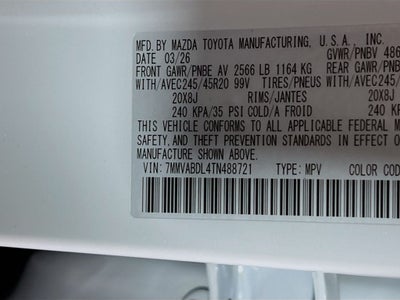 MFD. BY MAZDA TOYOTA MANUFACTURING, U.S.A., INC.
DATE 03/26 GVWR/PNBV 486
FRONT GAWR/PNBE AV 2566 LB 1164 KG REAR GAWR/PN
WITH/AVEC245/45R20 99V TIRES/PNEUS WITH/AVEC245/
20X8J RIMS/JANTES 20X8J
240 KPA/35 PSI COLD/A FROID 240 KPA/
THIS VEHICLE CONFORMS TO ALL APPLICABLE FEDERAL M
SAFETY, AND THEFT PREVENTION STANDARDS IN EFFECT O
MANUFACTURE SHOWN ABOVE.
VIN: 7MMVABDL4TN488721 TYPE: MPV COLOR COD